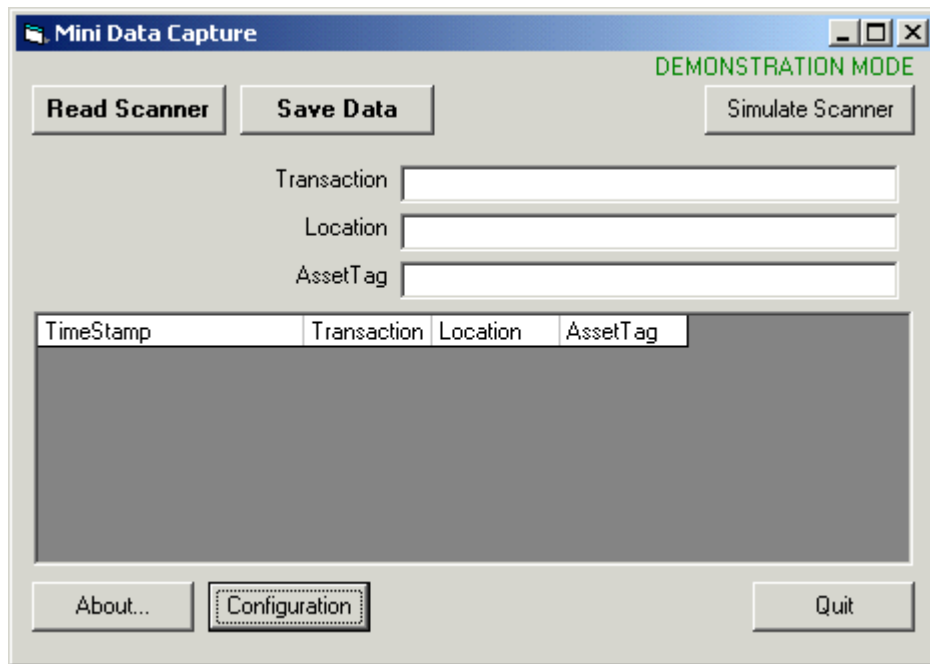 Mini Data Capture
DEMONSTRATION MODE
Read Scanner Save Data Simulate Scanner
Transaction
Location
AssetTag
TimeStamp Transaction Location AssetTag
About... Configuration Quit